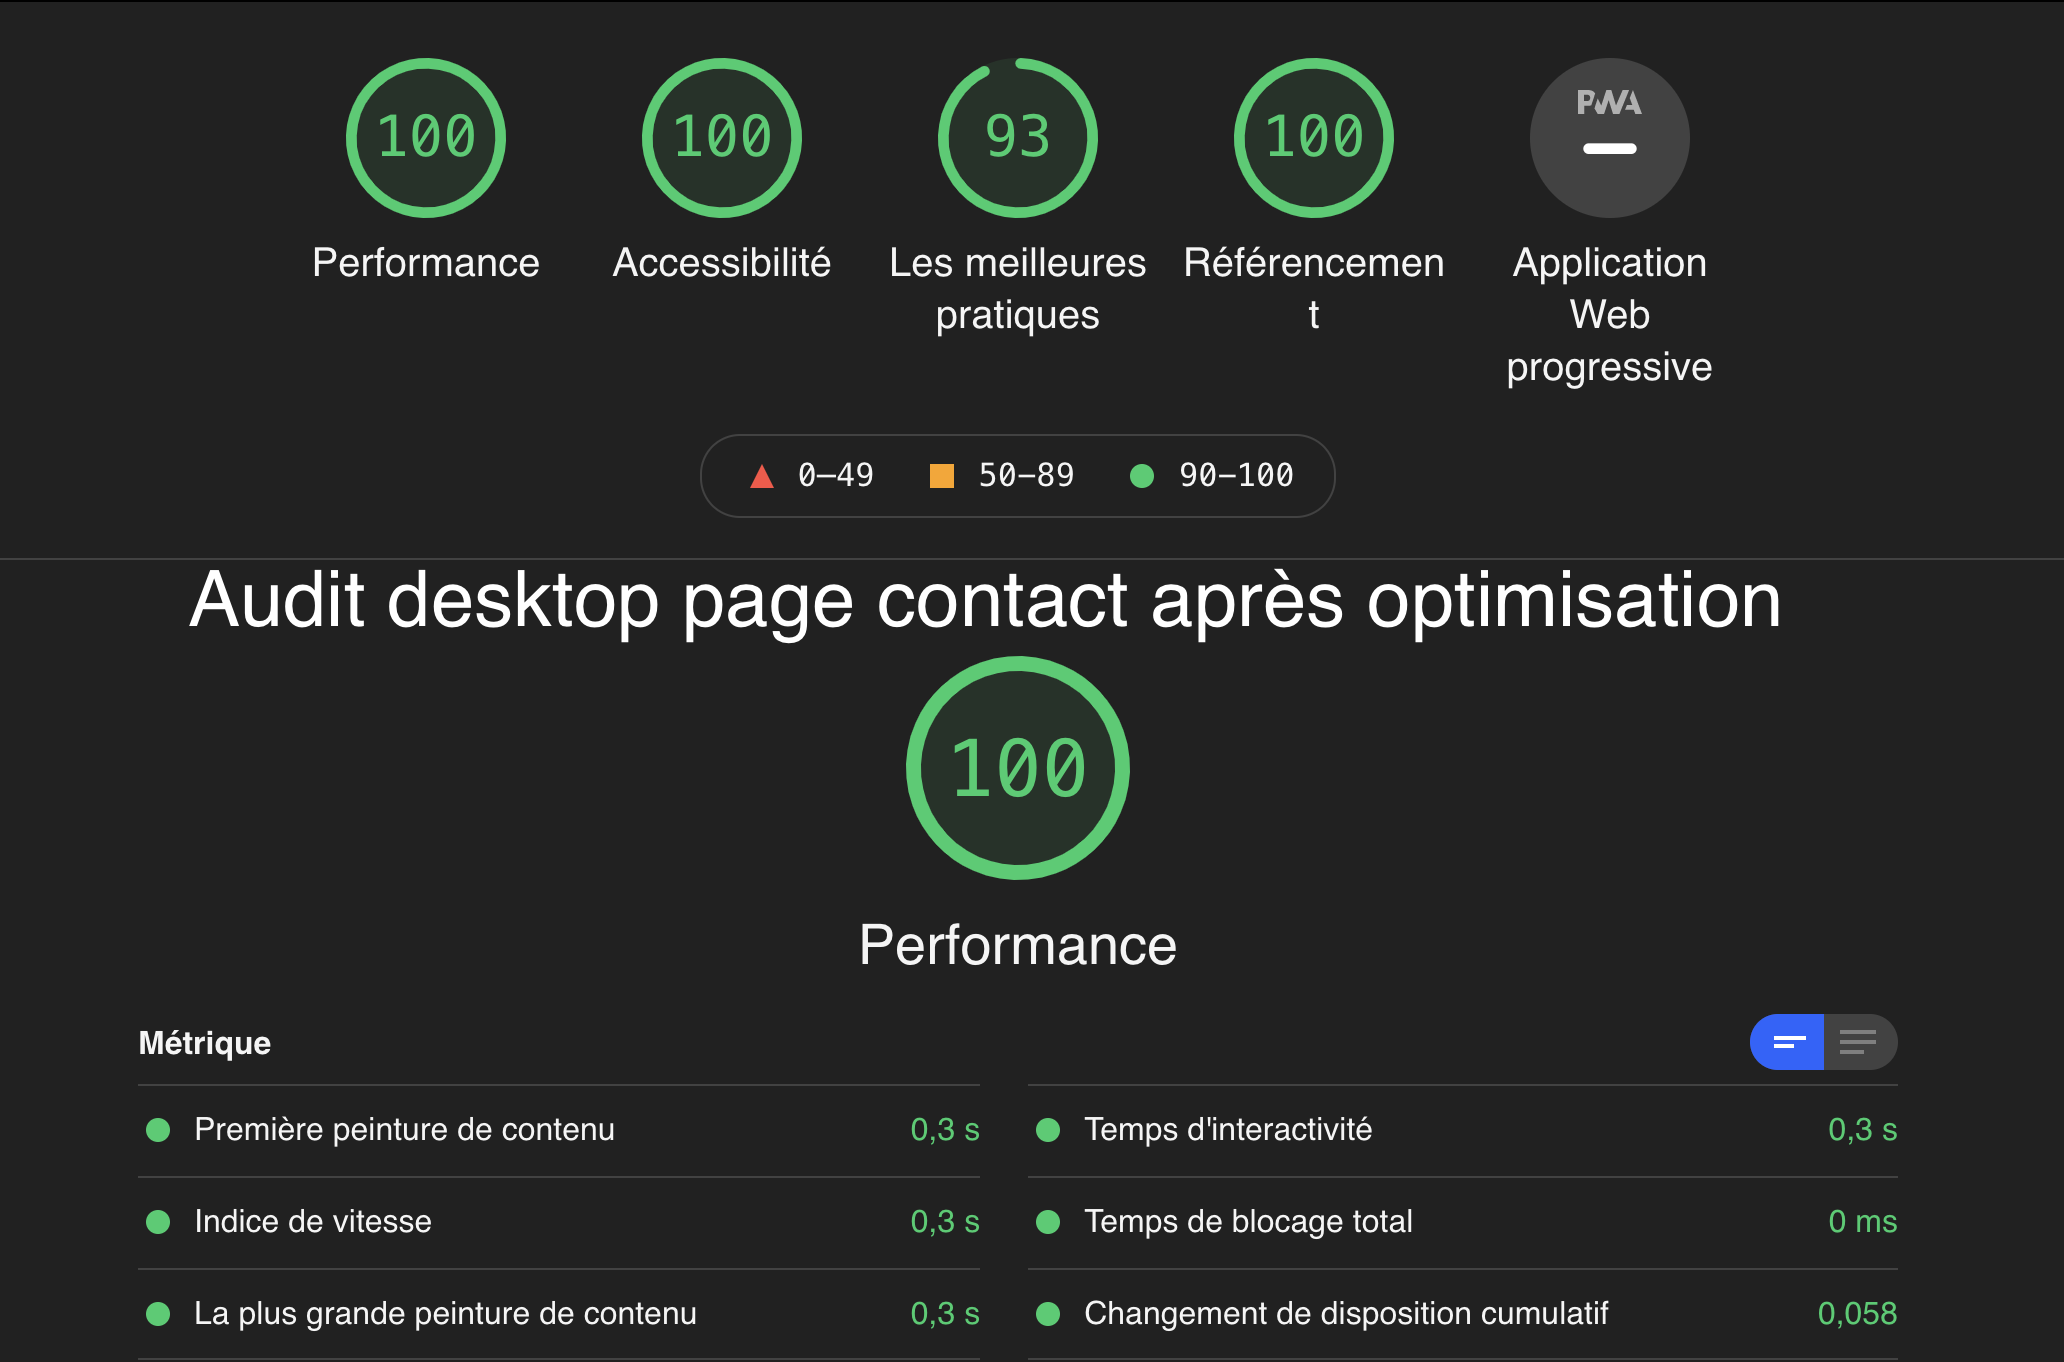 100 100 93 100 PWA
Performance Accessibilité Les meilleures Référencemen Application
pratiques t Web
progressive
0–49 50–89 90–100
Audit desktop page contact après optimisation
100
Performance
Métrique
Première peinture de contenu 0,3 s
Temps d'interactivité 0,3 s
Indice de vitesse 0,3 s
Temps de blocage total 0 ms
La plus grande peinture de contenu 0,3 s
Changement de disposition cumulatif 0,058